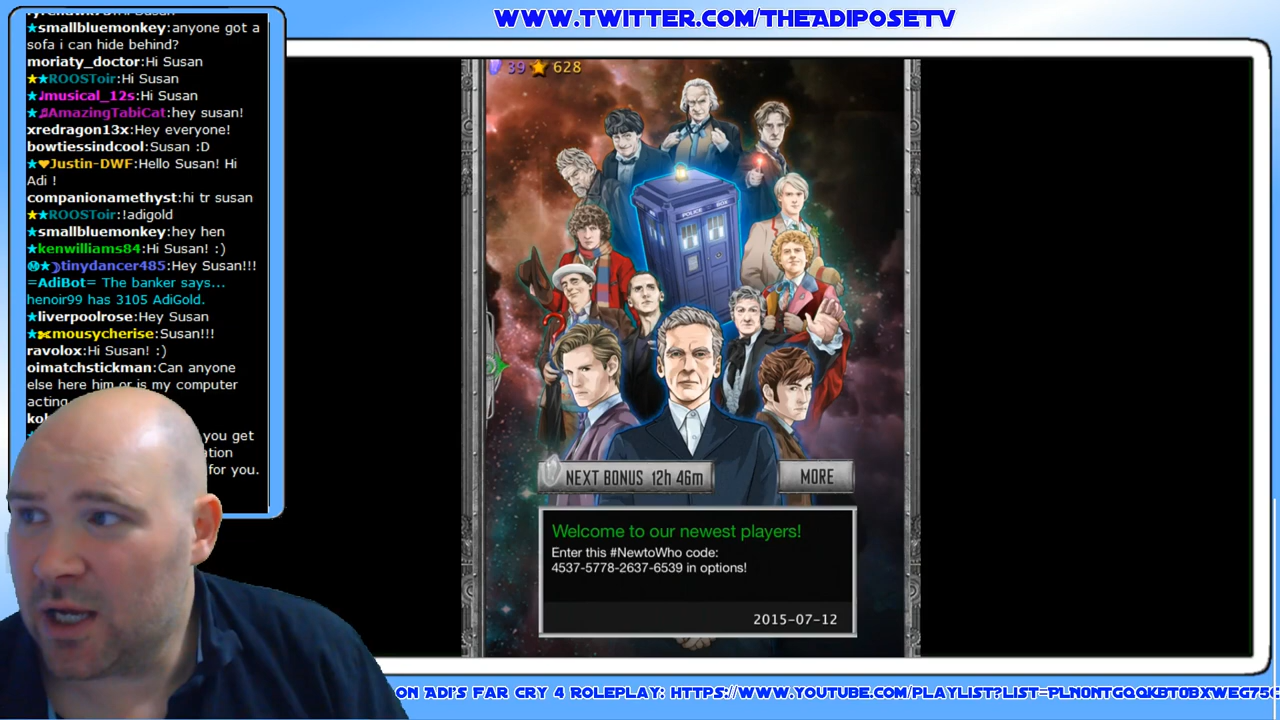 WWW.TWITTER.COM/THEADIPOSETV
★smallbluemonkey:anyone got a
sofa i can hide behind?
moriaty_doctor:Hi Susan
★★ROOSToir:Hi Susan
★♩musical_12s:Hi Susan
★♫AmazingTabiCat:hey susan!
xredragon13x:Hey everyone!
bowtiessindcool:Susan :D
★❤Justin-DWF:Hello Susan! Hi
Adi !
companionamethyst:hi tr susan
★★ROOSToir:!adigold
★smallbluemonkey:hey hen
★kenwilliams84:Hi Susan! :)
★tinydancer485:Hey Susan!!!
=AdiBot= The banker says...
henoir99 has 3105 AdiGold.
★liverpoolrose:Hey Susan
★✂mousycherise:Susan!!!
ravolox:Hi Susan! :)
oimatchstickman:Can anyone
else here him or is my computer
acting
you get
for you.
39 ★ 628
POLICE BOX
NEXT BONUS 12h 46m
MORE
Welcome to our newest players!
Enter this #NewtoWho code:
4537-5778-2637-6539 in options!
2015-07-12
ON ADI'S FAR CRY 4 ROLEPLAY: HTTPS://WWW.YOUTUBE.COM/PLAYLIST?LIST=